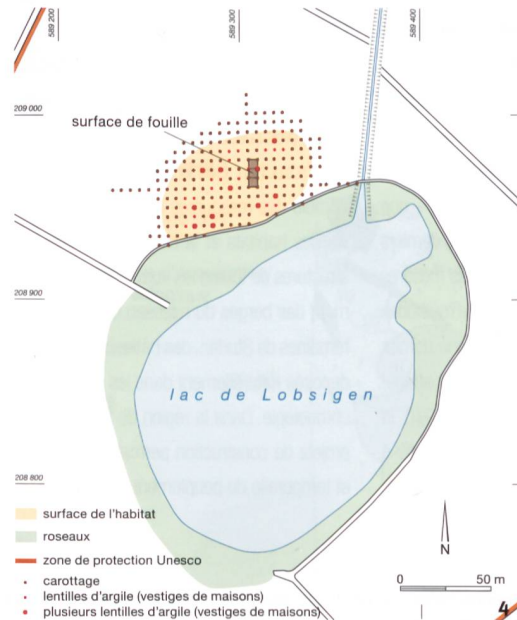 589.200
589.300
589.400
209 000
surface de fouille
208 900
lac de Lobsigen
208 800
surface de l'habitat
roseaux
zone de protection Unesco
carottage
lentilles d'argile (vestiges de maisons)
plusieurs lentilles d'argile (vestiges de maisons)
N
0 50 m
4